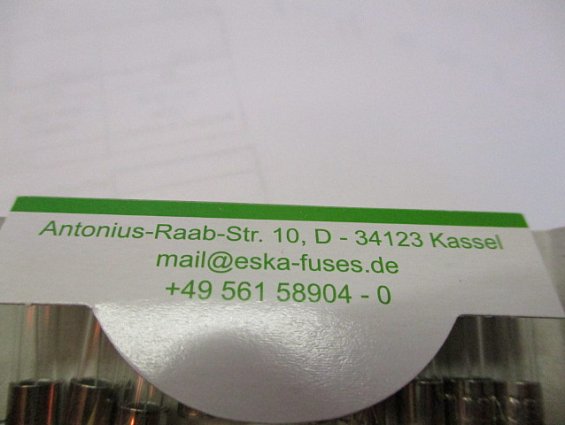 Antonius-Raab-Str. 10, D - 34123 Kassel
mail@eska-fuses.de
+49 561 58904 - 0